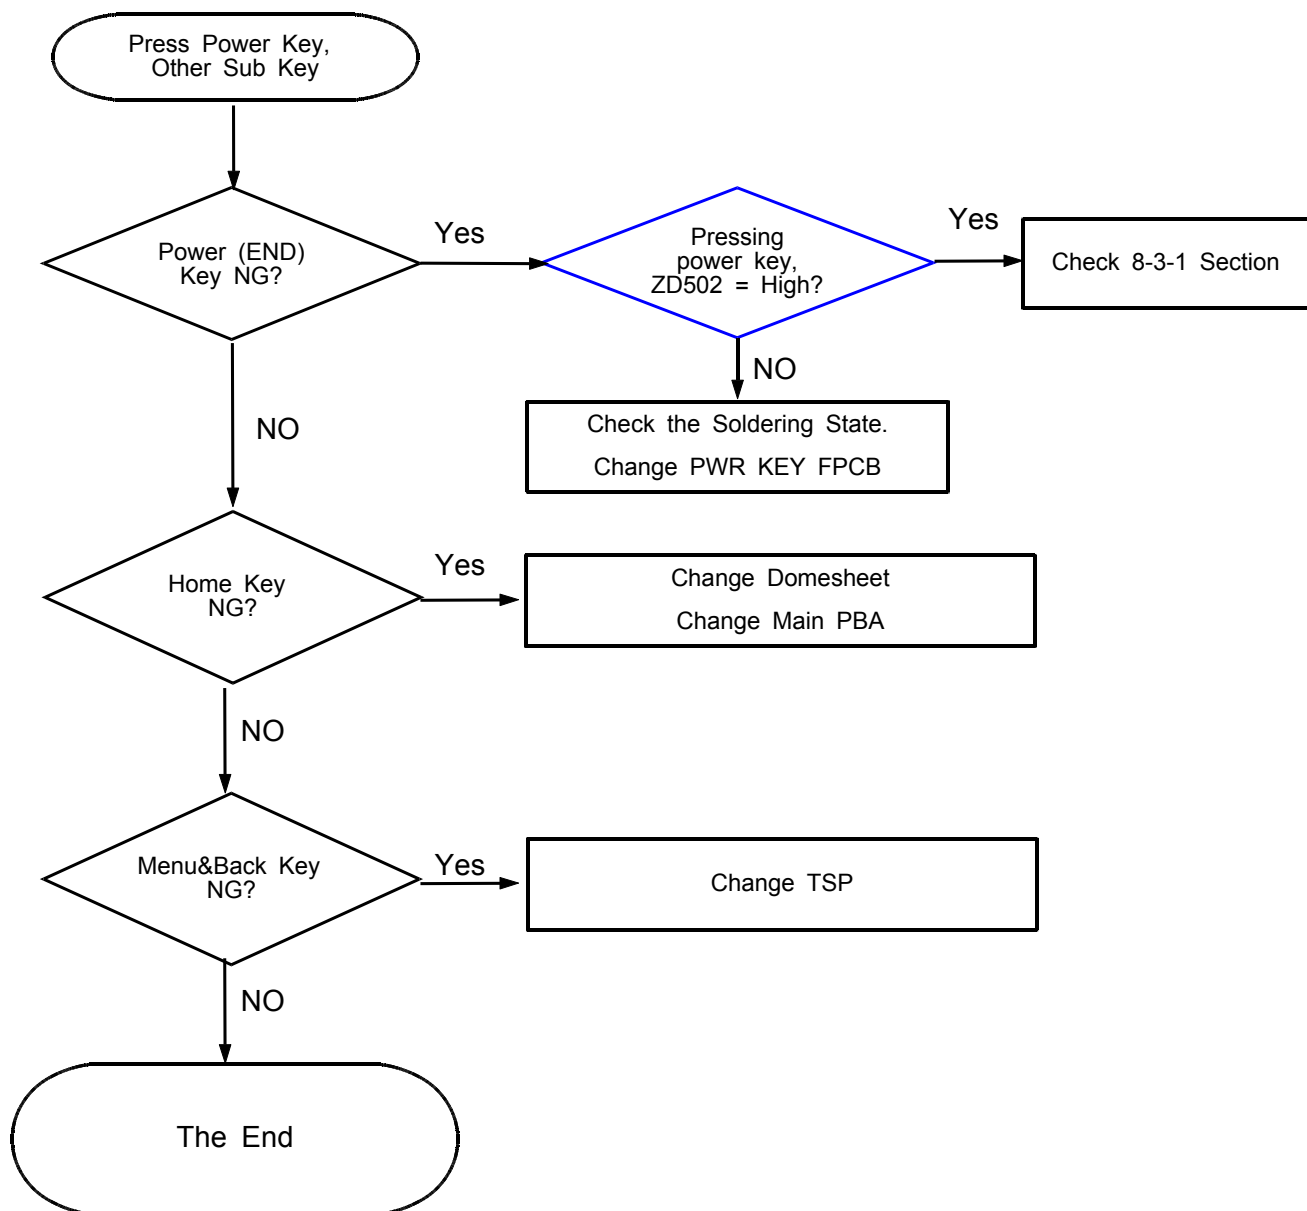 Press Power Key,
Other Sub Key
Power (END)
Key NG?
Yes
Pressing
power key,
ZD502 = High?
Yes
Check 8-3-1 Section
NO
Check the Soldering State.
Change PWR KEY FPCB
NO
Home Key
NG?
Yes
Change Domesheet
Change Main PBA
NO
Menu&Back Key
NG?
Yes
Change TSP
NO
The End